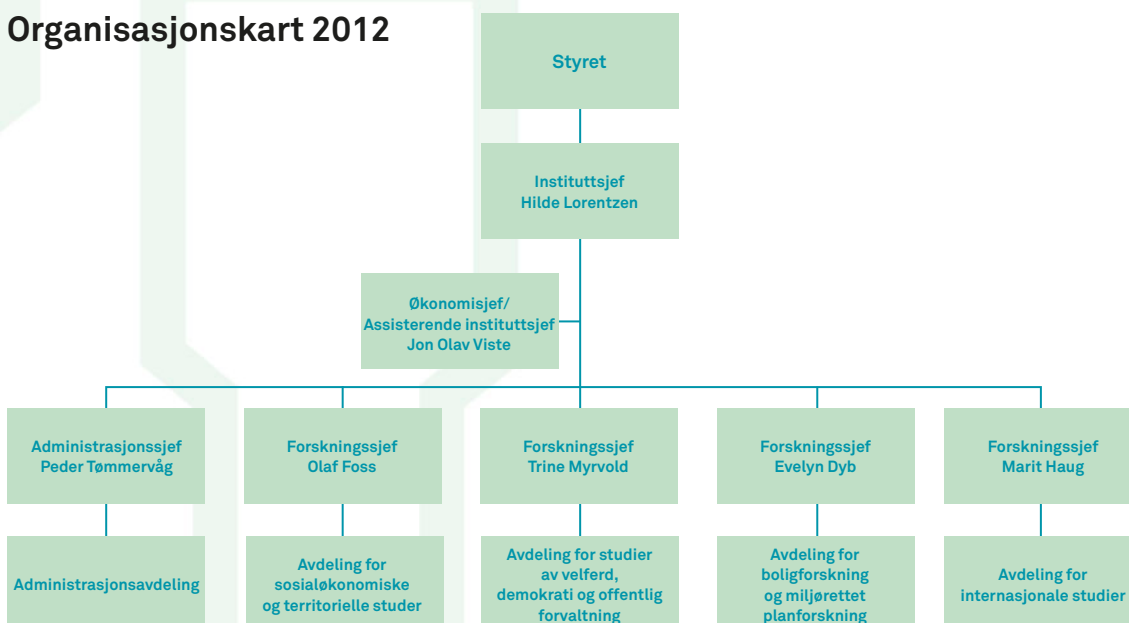 Organisasjonskart 2012
Styret
Instituttsjef
Hilde Lorentzen
Økonomisjef/
Assisterende instituttsjef
Jon Olav Viste
Administrasjonssjef
Peder Tømmervåg
Forskningssjef
Olaf Foss
Forskningssjef
Trine Myrvold
Forskningssjef
Evelyn Dyb
Forskningssjef
Marit Haug
Administrasjonsavdeling
Avdeling for
sosialøkonomiske
og territorielle studer
Avdeling for studier
av velferd,
demokrati og offentlig
forvaltning
Avdeling for
boligforskning
og miljørettet
planforskning
Avdeling for
internasjonale studier